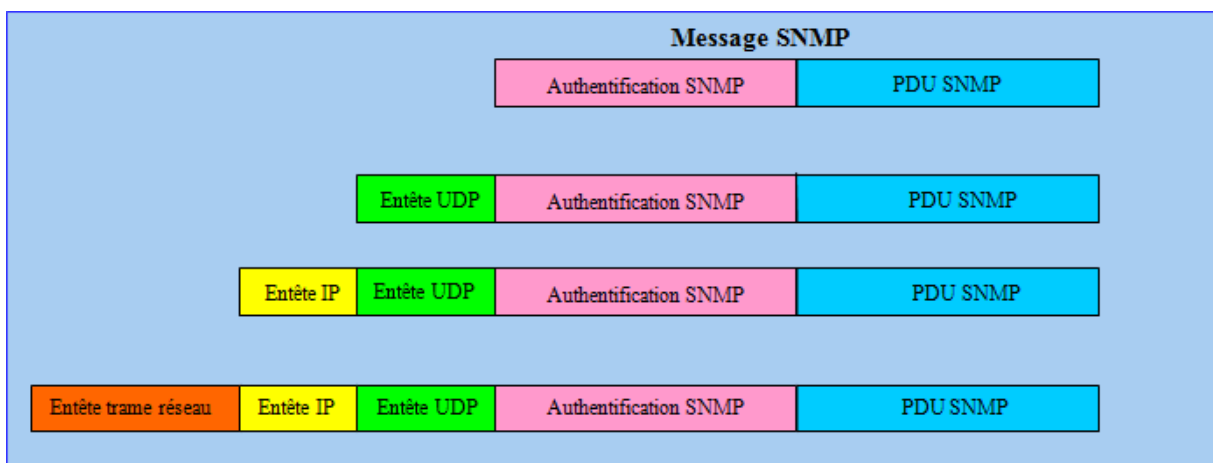 Message SNMP
Authentification SNMP PDU SNMP
Entête UDP Authentification SNMP PDU SNMP
Entête IP Entête UDP Authentification SNMP PDU SNMP
Entête trame réseau Entête IP Entête UDP Authentification SNMP PDU SNMP